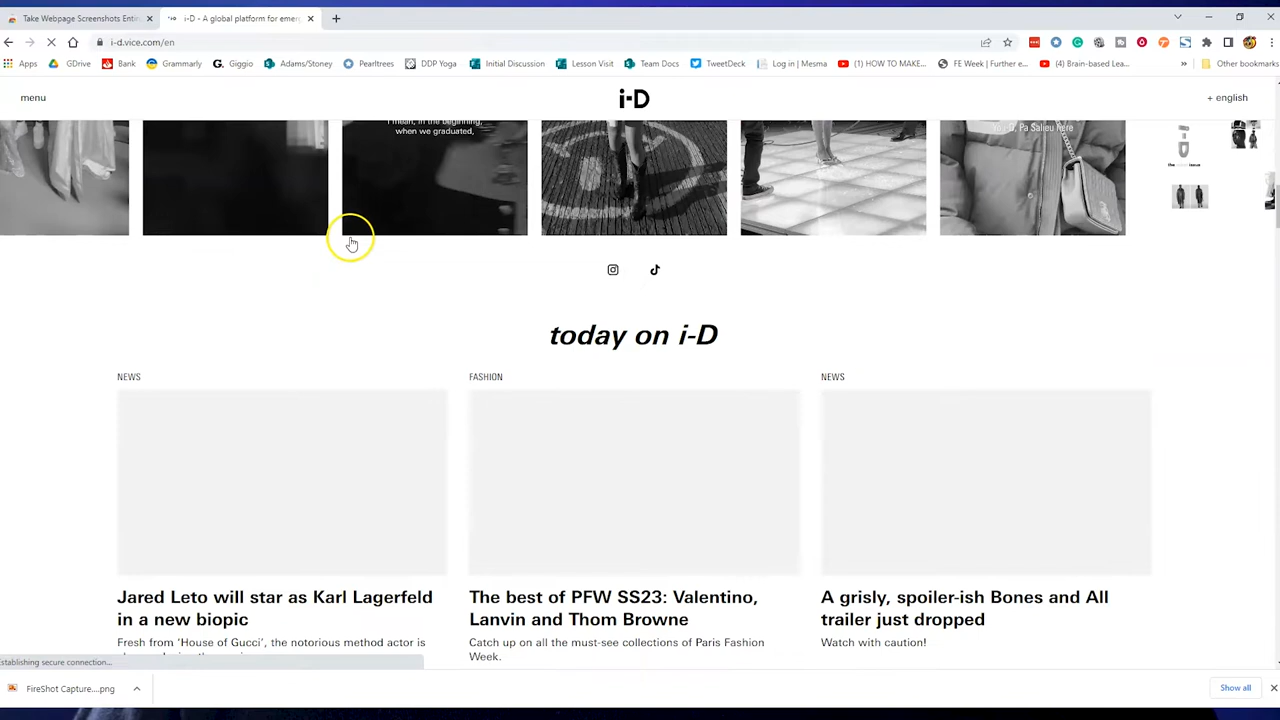 Take Webpage Screenshots Entir
i-D - A global platform for emerg
i-d.vice.com/en
Apps GDrive Bank Grammarly Giggio Adams/Stoney Pearltrees DDP Yoga Initial Discussion Lesson Visit Team Docs TweetDeck Log in | Mesma (1) HOW TO MAKE... FE Week | Further e... (4) Brain-based Lea... » Other bookmarks
menu i-D + english
I mean, in the beginning,
when we graduated,
Yo i-D, Pa Salieu here
today on i-D
NEWS FASHION NEWS
Jared Leto will star as Karl Lagerfeld
in a new biopic
Fresh from 'House of Gucci', the notorious method actor is
The best of PFW SS23: Valentino,
Lanvin and Thom Browne
Catch up on all the must-see collections of Paris Fashion
Week.
A grisly, spoiler-ish Bones and All
trailer just dropped
Watch with caution!
Establishing secure connection...
FireShot Capture....png Show all